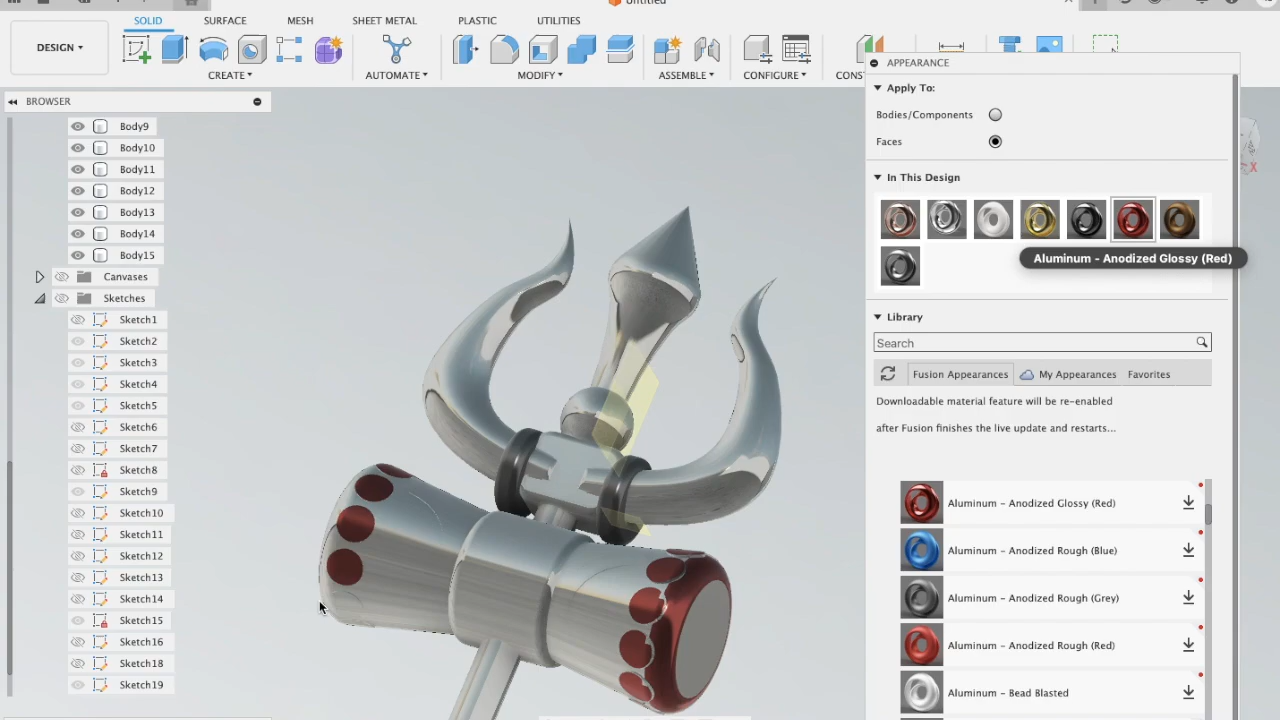 Untitled
SOLID SURFACE MESH SHEET METAL PLASTIC UTILITIES
DESIGN
CREATE AUTOMATE MODIFY ASSEMBLE CONFIGURE CONST
BROWSER
Body9
Body10
Body11
Body12
Body13
Body14
Body15
Canvases
Sketches
Sketch1
Sketch2
Sketch3
Sketch4
Sketch5
Sketch6
Sketch7
Sketch8
Sketch9
Sketch10
Sketch11
Sketch12
Sketch13
Sketch14
Sketch15
Sketch16
Sketch18
Sketch19
APPEARANCE
Apply To:
Bodies/Components
Faces
In This Design
Aluminum - Anodized Glossy (Red)
Library
Search
Fusion Appearances My Appearances Favorites
Downloadable material feature will be re-enabled
after Fusion finishes the live update and restarts...
Aluminum - Anodized Glossy (Red)
Aluminum - Anodized Rough (Blue)
Aluminum - Anodized Rough (Grey)
Aluminum - Anodized Rough (Red)
Aluminum - Bead Blasted
X